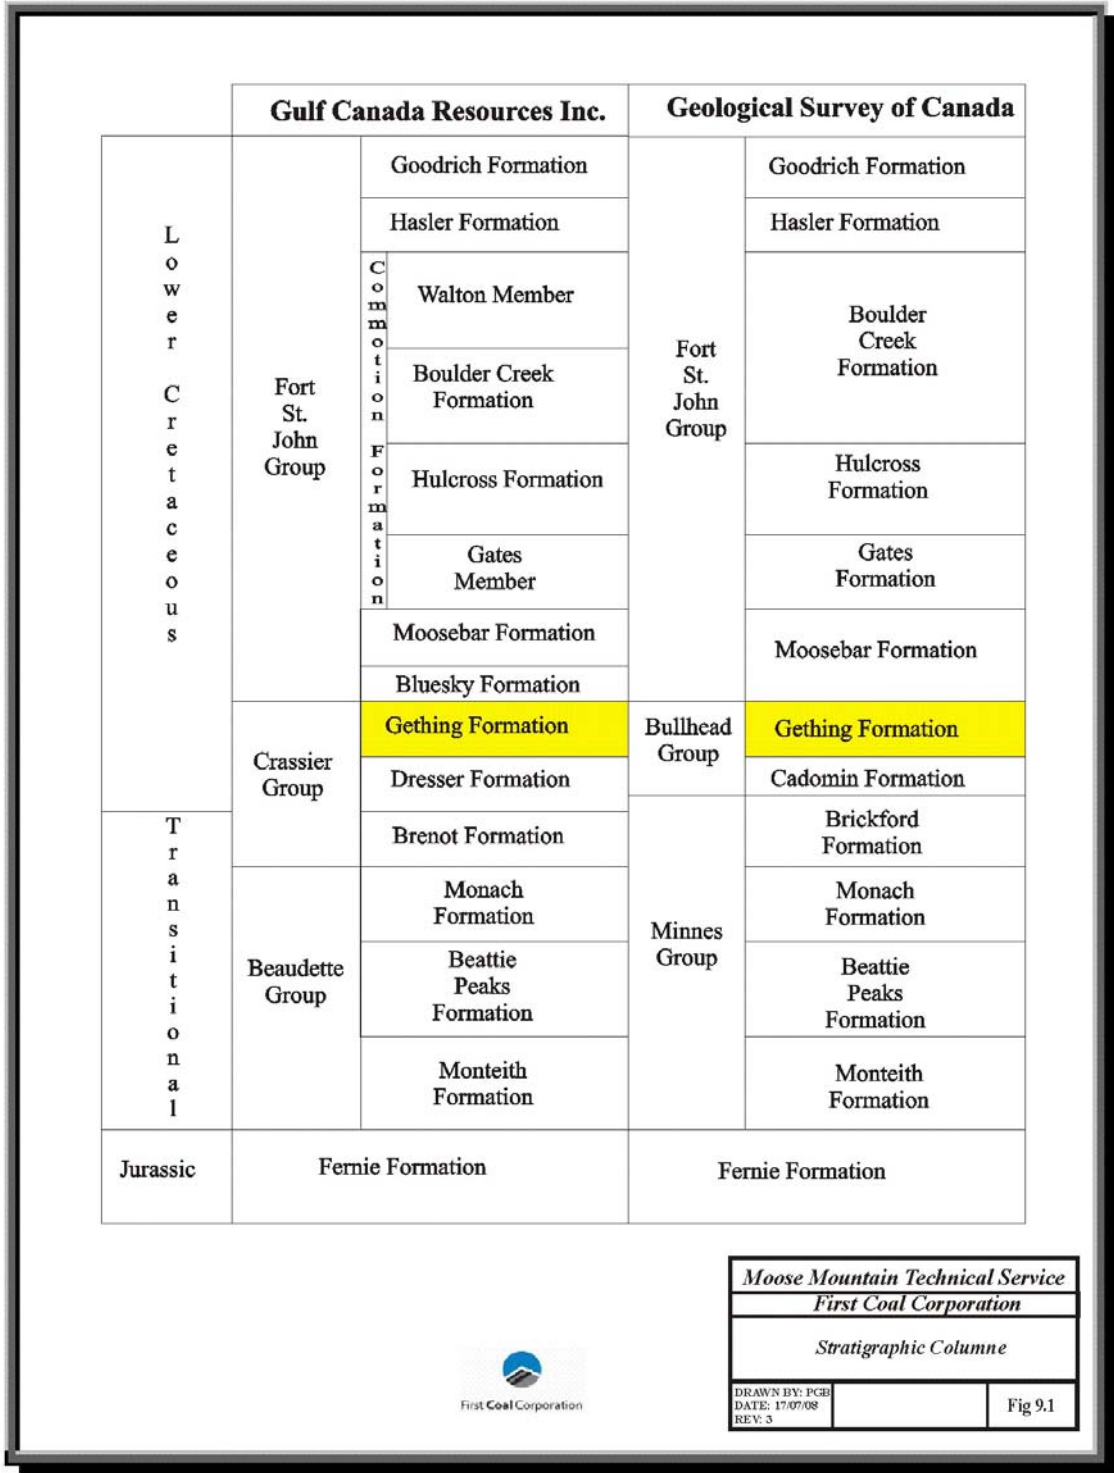 Gulf Canada Resources Inc.
Geological Survey of Canada
Lower Cretaceous
Fort
St.
John
Group
Goodrich Formation
Hasler Formation
Commotion Formation
Walton Member
Boulder Creek
Formation
Hulcross Formation
Gates
Member
Moosebar Formation
Bluesky Formation
Fort
St.
John
Group
Goodrich Formation
Hasler Formation
Boulder
Creek
Formation
Hulcross
Formation
Gates
Formation
Moosebar Formation
Crassier
Group
Gething Formation
Dresser Formation
Brenot Formation
Bullhead
Group
Gething Formation
Cadomin Formation
Transitional
Beaudette
Group
Monach
Formation
Beattie
Peaks
Formation
Monteith
Formation
Minnes
Group
Brickford
Formation
Monach
Formation
Beattie
Peaks
Formation
Monteith
Formation
Jurassic
Fernie Formation
Fernie Formation
Moose Mountain Technical Service
First Coal Corporation
Stratigraphic Columne
DRAWN BY: PGB
DATE: 17/07/08
REV: 3
Fig 9.1
First Coal Corporation